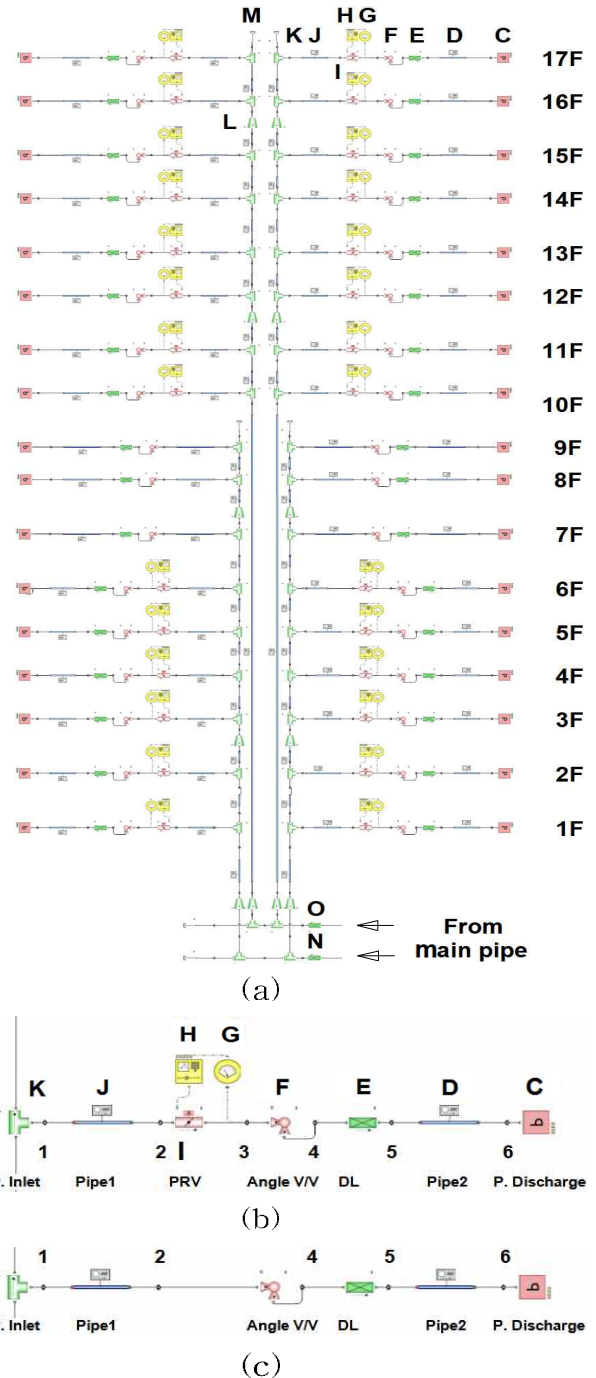 M
K J H G F E D C
17F
I
16F
L
15F
14F
13F
12F
11F
10F
9F
8F
7F
6F
5F
4F
3F
2F
1F
O
From
N
main pipe
(a)
H G
K J F E D C
1 2 I 3 4 5 6
P. Inlet Pipe1 PRV Angle V/V DL Pipe2 P. Discharge
(b)
1 2 4 5 6
P. Inlet Pipe1 Angle V/V DL Pipe2 P. Discharge
(c)